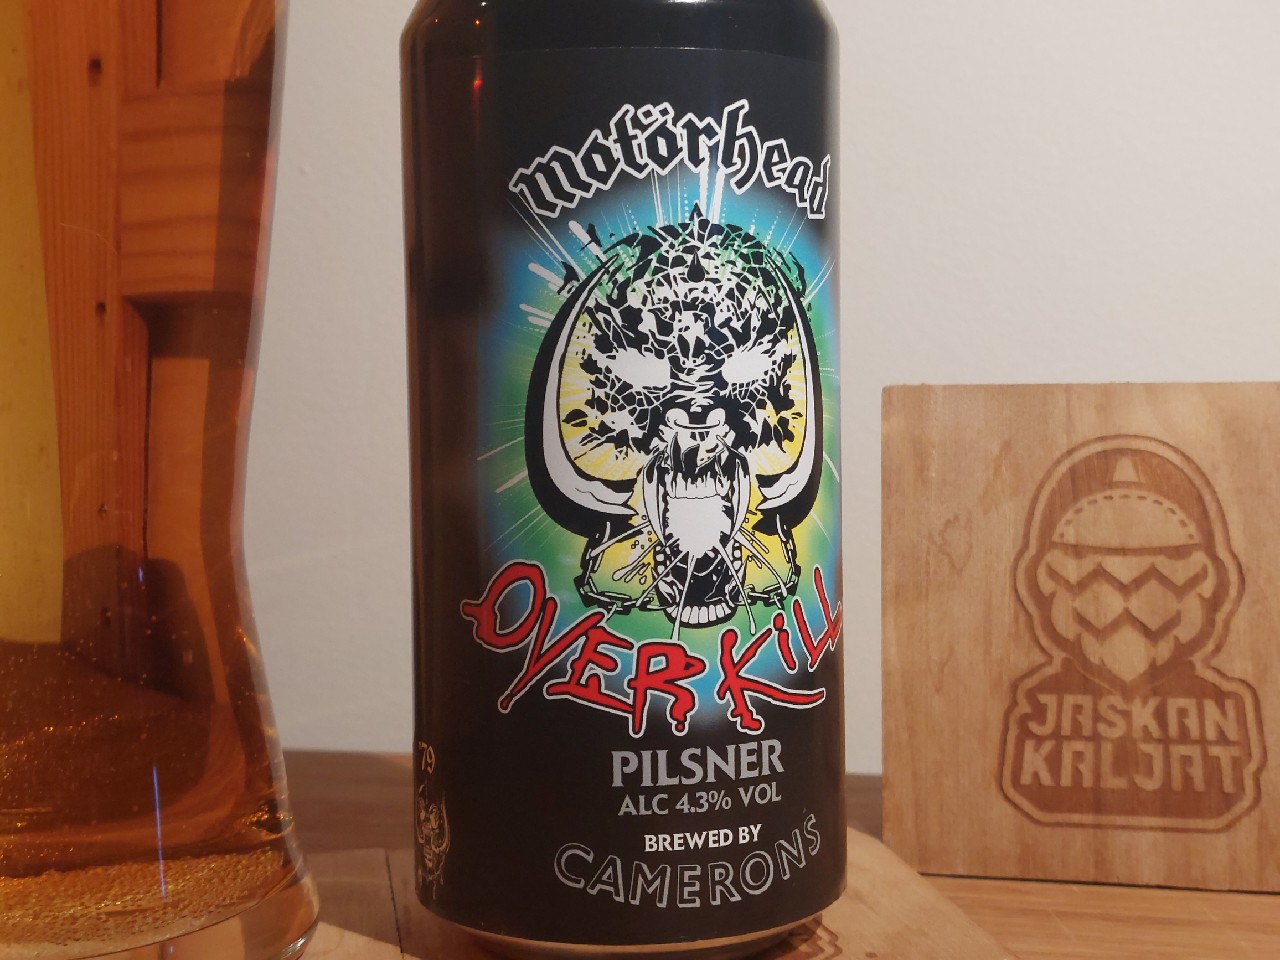 Motörhead
OVERKiLL
PILSNER
ALC 4.3% VOL
BREWED BY
CAMERONS
'79
JASKAN
KALJAT